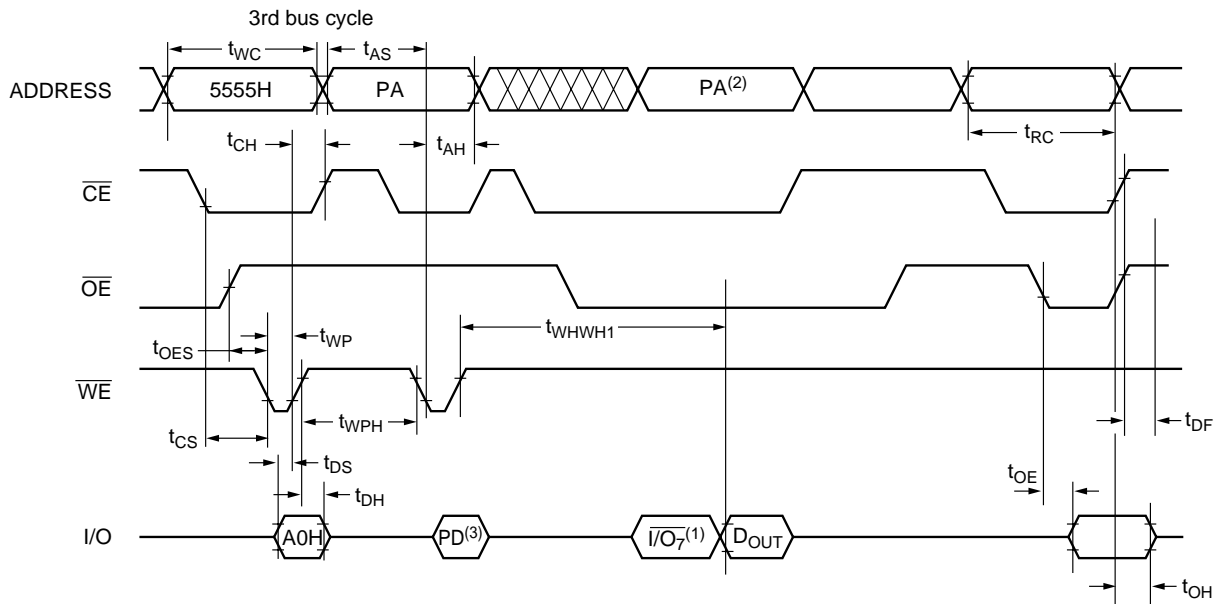 3rd bus cycle
tWC
tAS
ADDRESS
5555H
PA
PA(2)
tCH
tAH
tRC
CE
OE
tWHWH1
tWP
tOES
WE
tWPH
tCS
tDF
tDS
tOE
tDH
I/O
A0H
PD(3)
I/O7(1)
DOUT
tOH